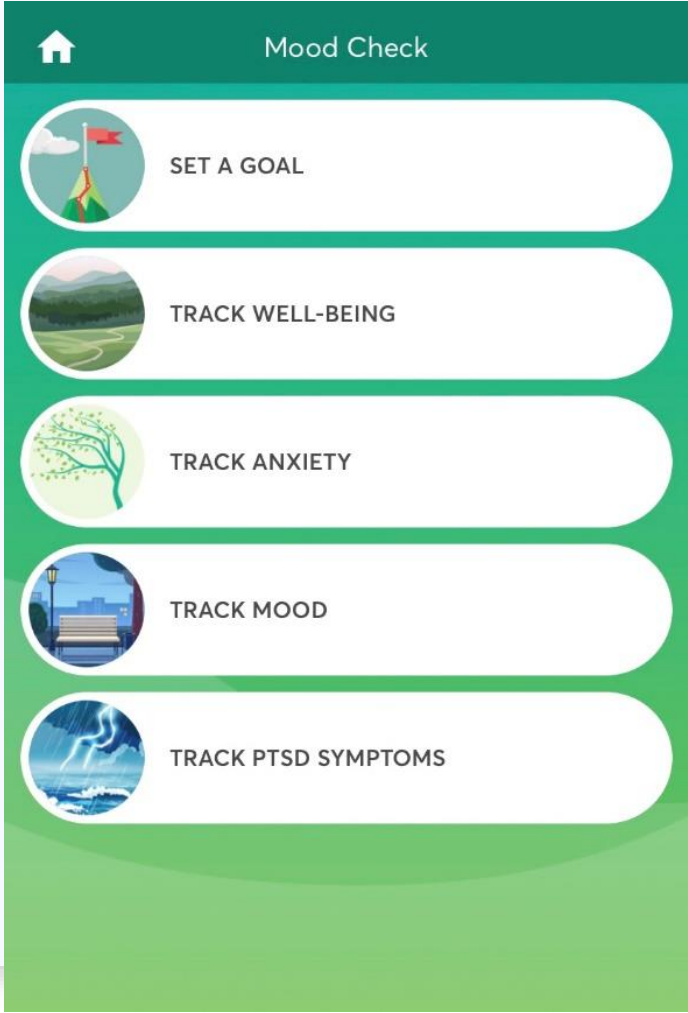 Mood Check
SET A GOAL
TRACK WELL-BEING
TRACK ANXIETY
TRACK MOOD
TRACK PTSD SYMPTOMS